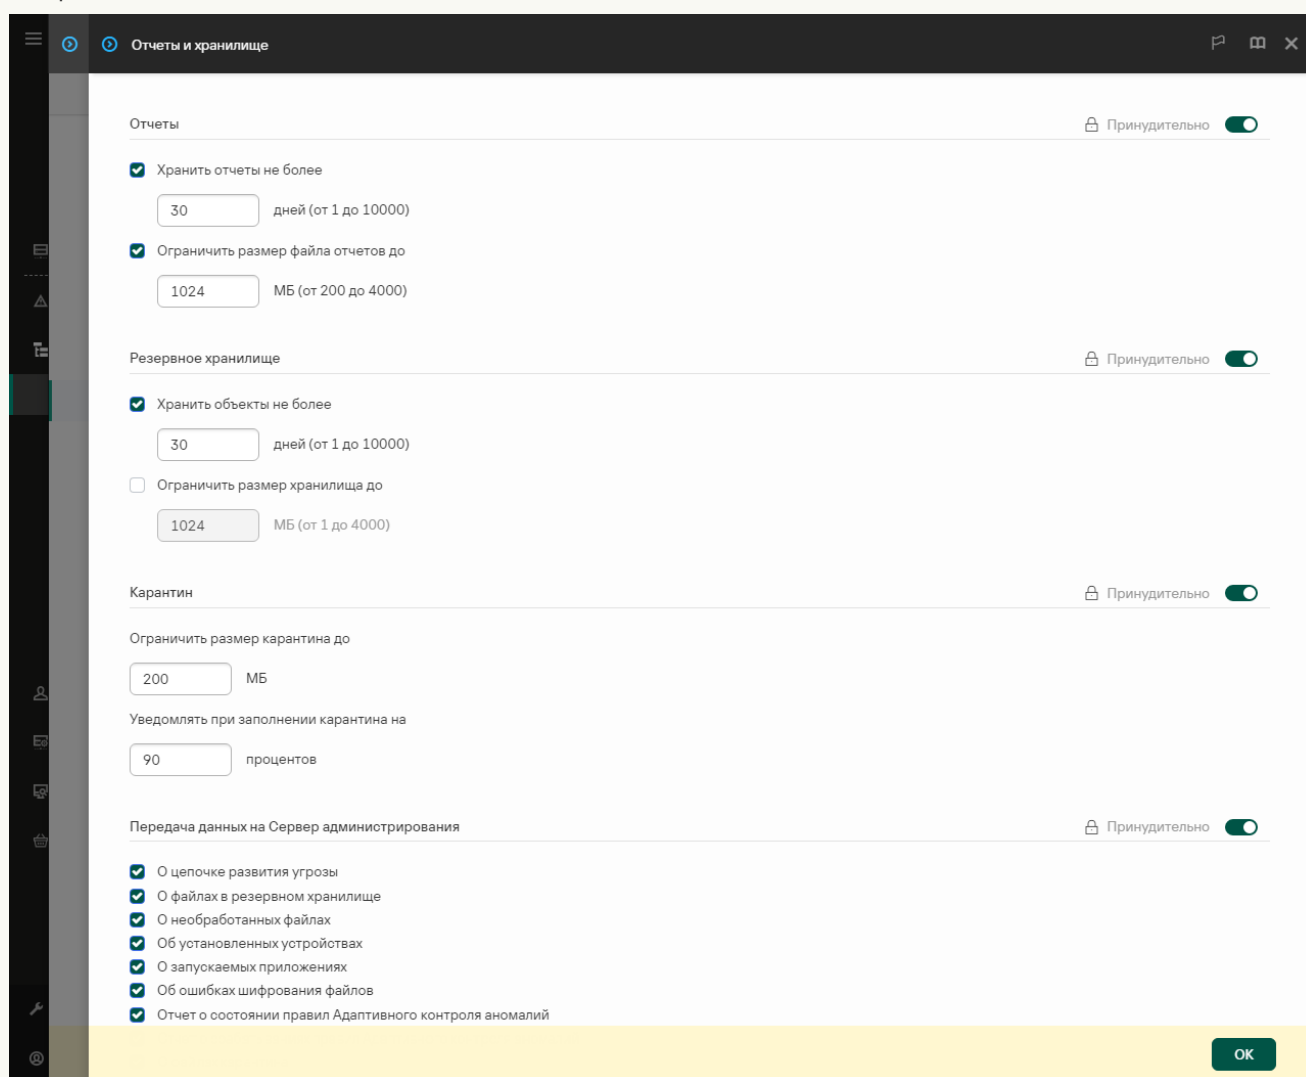 Отчеты и хранилище
Отчеты
Принудительно
Хранить отчеты не более
30 дней (от 1 до 10000)
Ограничить размер файла отчетов до
1024 МБ (от 200 до 4000)
Резервное хранилище
Принудительно
Хранить объекты не более
30 дней (от 1 до 10000)
Ограничить размер хранилища до
1024 МБ (от 1 до 4000)
Карантин
Принудительно
Ограничить размер карантина до
200 МБ
Уведомлять при заполнении карантина на
90 процентов
Передача данных на Сервер администрирования
Принудительно
О цепочке развития угрозы
О файлах в резервном хранилище
О необработанных файлах
Об установленных устройствах
О запускаемых приложениях
Об ошибках шифрования файлов
Отчет о состоянии правил Адаптивного контроля аномалий
OK